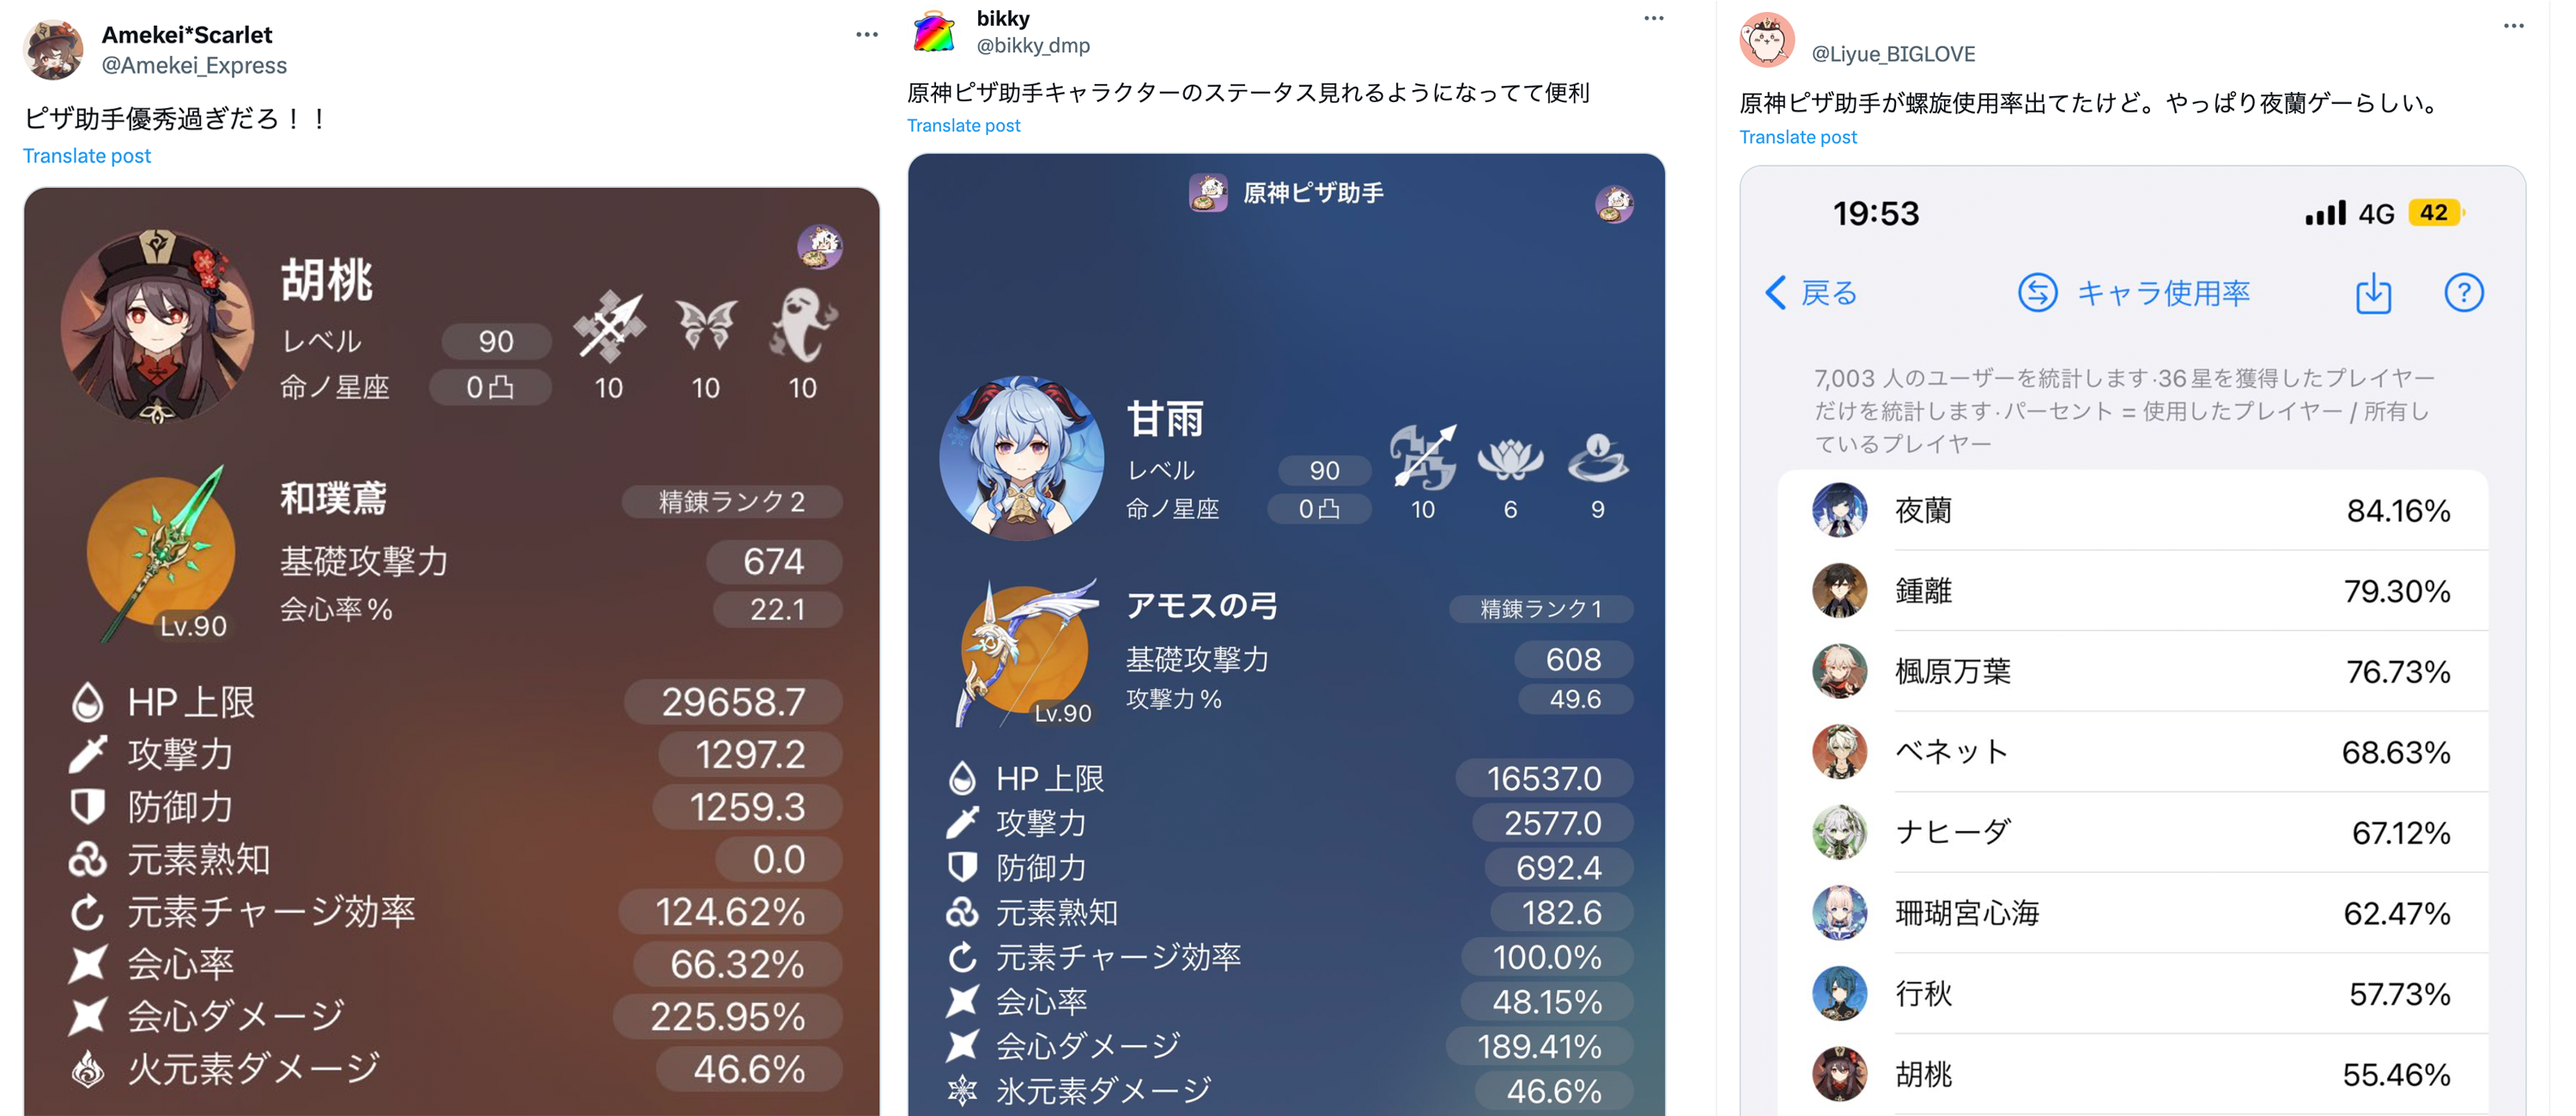 Amekei*Scarlet
@Amekei_Express
ピザ助手優秀過ぎだろ！！
Translate post
胡桃
レベル 90
命ノ星座 0凸 10 10 10
和璞鳶 精錬ランク2
基礎攻撃力 674
会心率% 22.1
Lv.90
HP上限 29658.7
攻撃力 1297.2
防御力 1259.3
元素熟知 0.0
元素チャージ効率 124.62%
会心率 66.32%
会心ダメージ 225.95%
火元素ダメージ 46.6%
bikky
@bikky_dmp
原神ピザ助手キャラクターのステータス見れるようになってて便利
Translate post
原神ピザ助手
甘雨
レベル 90
命ノ星座 0凸 10 6 9
アモスの弓 精錬ランク1
基礎攻撃力 608
攻撃力% 49.6
Lv.90
HP上限 16537.0
攻撃力 2577.0
防御力 692.4
元素熟知 182.6
元素チャージ効率 100.0%
会心率 48.15%
会心ダメージ 189.41%
氷元素ダメージ 46.6%
@Liyue_BIGLOVE
原神ピザ助手が螺旋使用率出てたけど。やっぱり夜蘭ゲーらしい。
Translate post
19:53 4G 42
戻る キャラ使用率
7,003 人のユーザーを統計します·36星を獲得したプレイヤー
だけを統計します·パーセント = 使用したプレイヤー / 所有し
ているプレイヤー
夜蘭 84.16%
鍾離 79.30%
楓原万葉 76.73%
ベネット 68.63%
ナヒーダ 67.12%
珊瑚宮心海 62.47%
行秋 57.73%
胡桃 55.46%